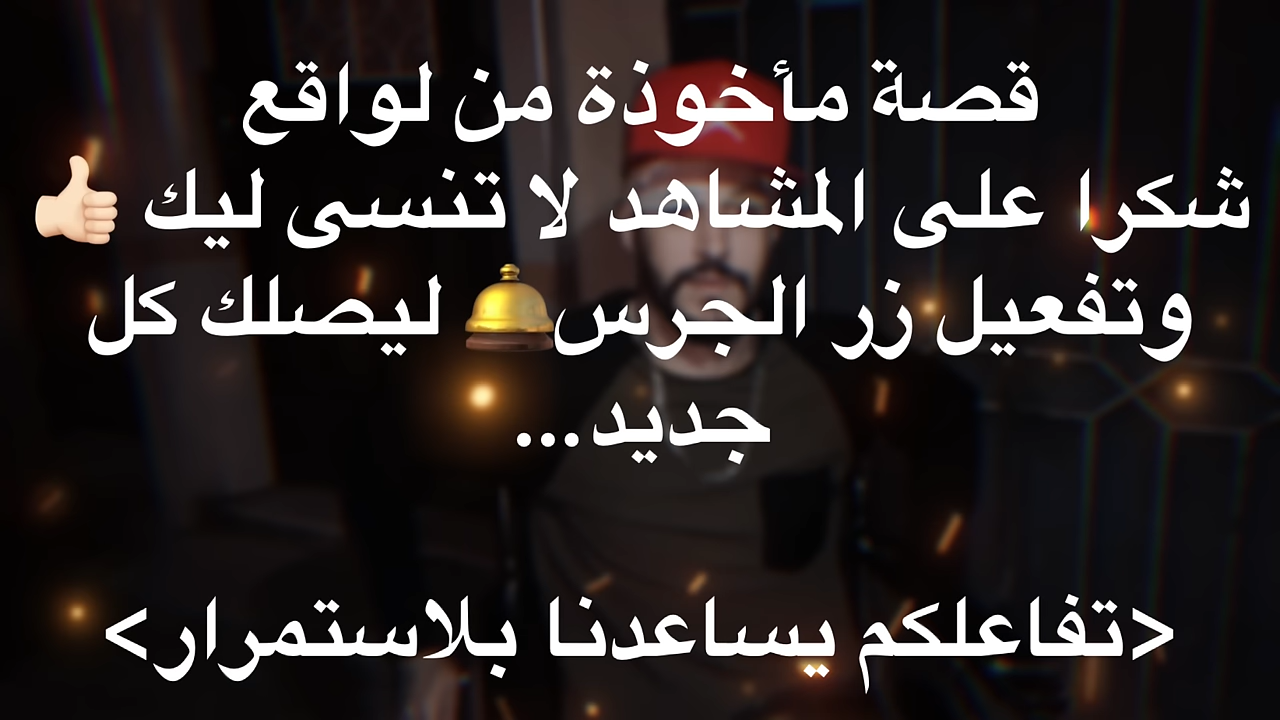 قصة مأخوذة من لواقع
شكرا على المشاهد لا تنسى ليك 👍🏻
وتفعيل زر الجرس🛎️ ليصلك كل
جديد...
<تفاعلكم يساعدنا بلاستمرار>